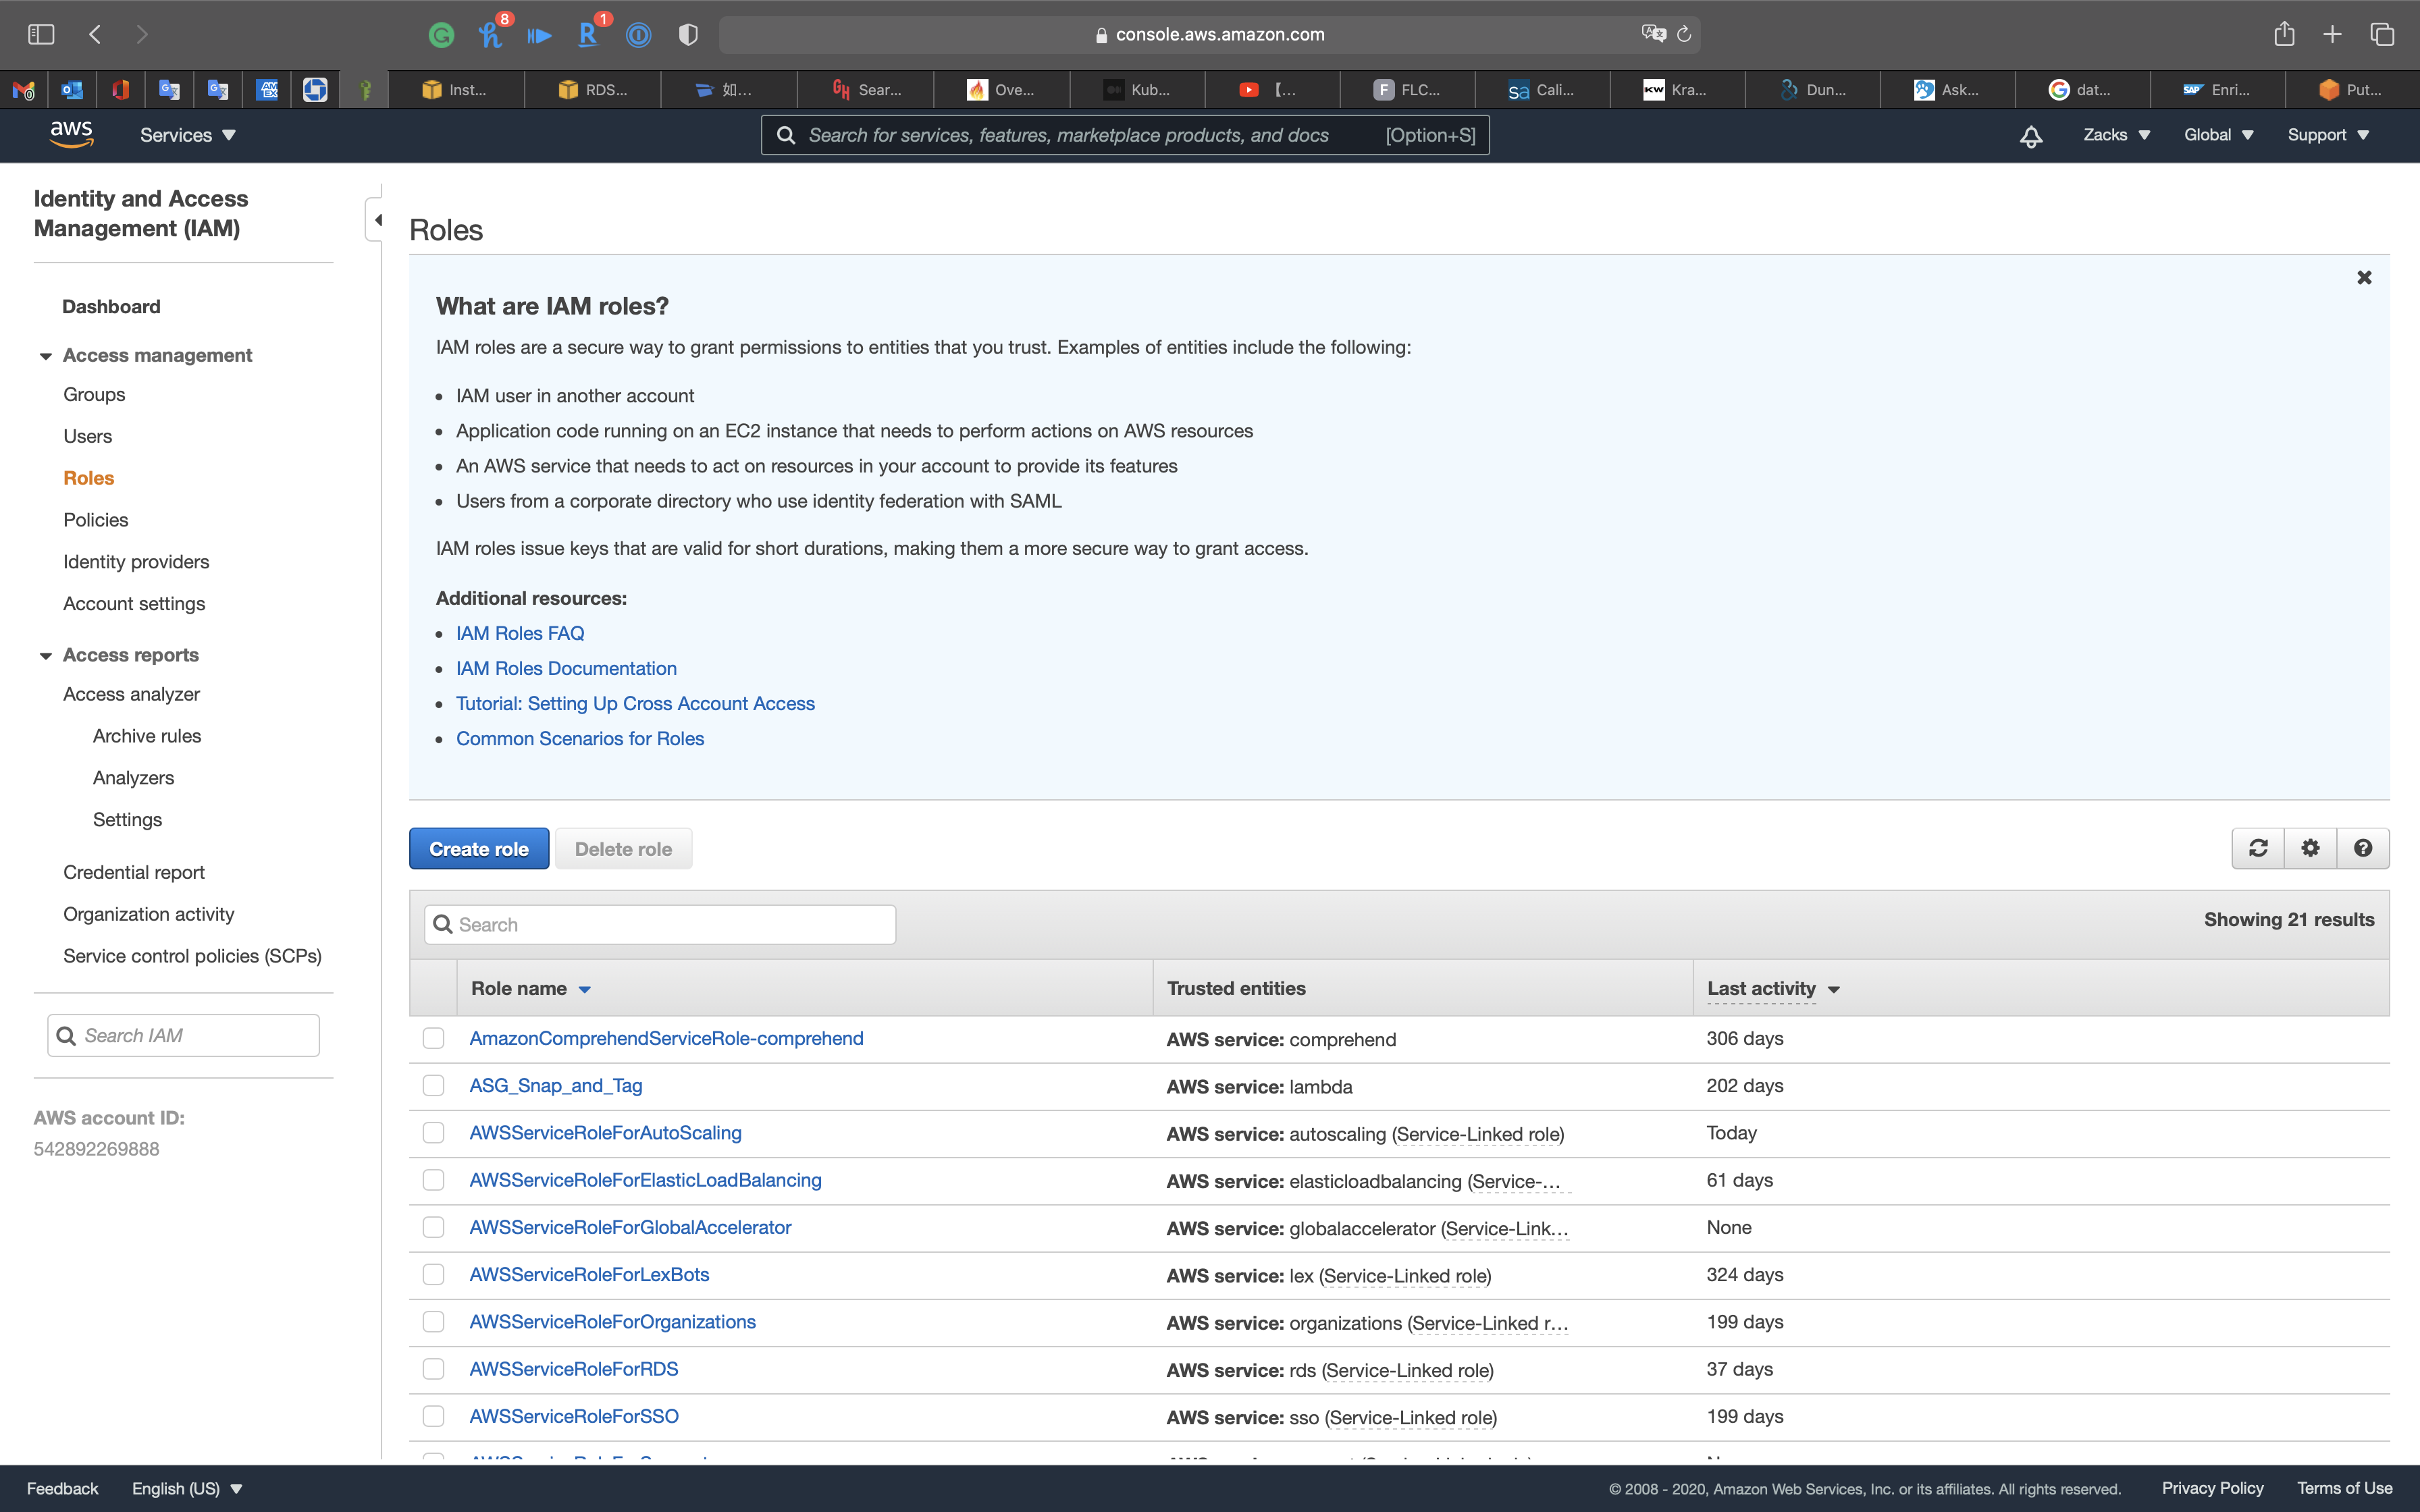 8
1
console.aws.amazon.com
Inst...
RDS...
如...
Sear...
Ove...
Kub...
【...
FLC...
Cali...
Kra...
Dun...
Ask...
dat...
Enri...
Put...
aws
Services
Search for services, features, marketplace products, and docs
[Option+S]
Zacks
Global
Support
Identity and Access
Management (IAM)
Dashboard
Access management
Groups
Users
Roles
Policies
Identity providers
Account settings
Access reports
Access analyzer
Archive rules
Analyzers
Settings
Credential report
Organization activity
Service control policies (SCPs)
Search IAM
AWS account ID:
542892269888
Roles
What are IAM roles?
IAM roles are a secure way to grant permissions to entities that you trust. Examples of entities include the following:
IAM user in another account
Application code running on an EC2 instance that needs to perform actions on AWS resources
An AWS service that needs to act on resources in your account to provide its features
Users from a corporate directory who use identity federation with SAML
IAM roles issue keys that are valid for short durations, making them a more secure way to grant access.
Additional resources:
IAM Roles FAQ
IAM Roles Documentation
Tutorial: Setting Up Cross Account Access
Common Scenarios for Roles
Create role
Delete role
Search
Showing 21 results
Role name Trusted entities Last activity
AmazonComprehendServiceRole-comprehend AWS service: comprehend 306 days
ASG_Snap_and_Tag AWS service: lambda 202 days
AWSServiceRoleForAutoScaling AWS service: autoscaling (Service-Linked role) Today
AWSServiceRoleForElasticLoadBalancing AWS service: elasticloadbalancing (Service-... 61 days
AWSServiceRoleForGlobalAccelerator AWS service: globalaccelerator (Service-Link... None
AWSServiceRoleForLexBots AWS service: lex (Service-Linked role) 324 days
AWSServiceRoleForOrganizations AWS service: organizations (Service-Linked r... 199 days
AWSServiceRoleForRDS AWS service: rds (Service-Linked role) 37 days
AWSServiceRoleForSSO AWS service: sso (Service-Linked role) 199 days
Feedback
English (US)
© 2008 - 2020, Amazon Web Services, Inc. or its affiliates. All rights reserved.
Privacy Policy
Terms of Use